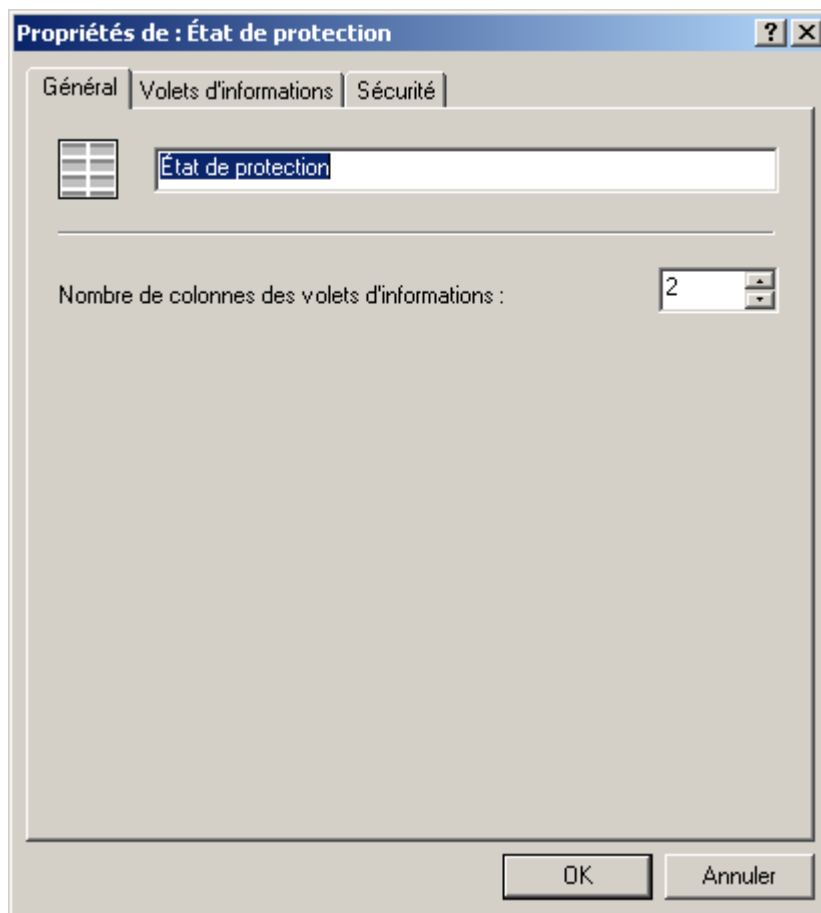 Propriétés de : État de protection
Général Volets d'informations Sécurité
État de protection
Nombre de colonnes des volets d'informations : 2
OK Annuler